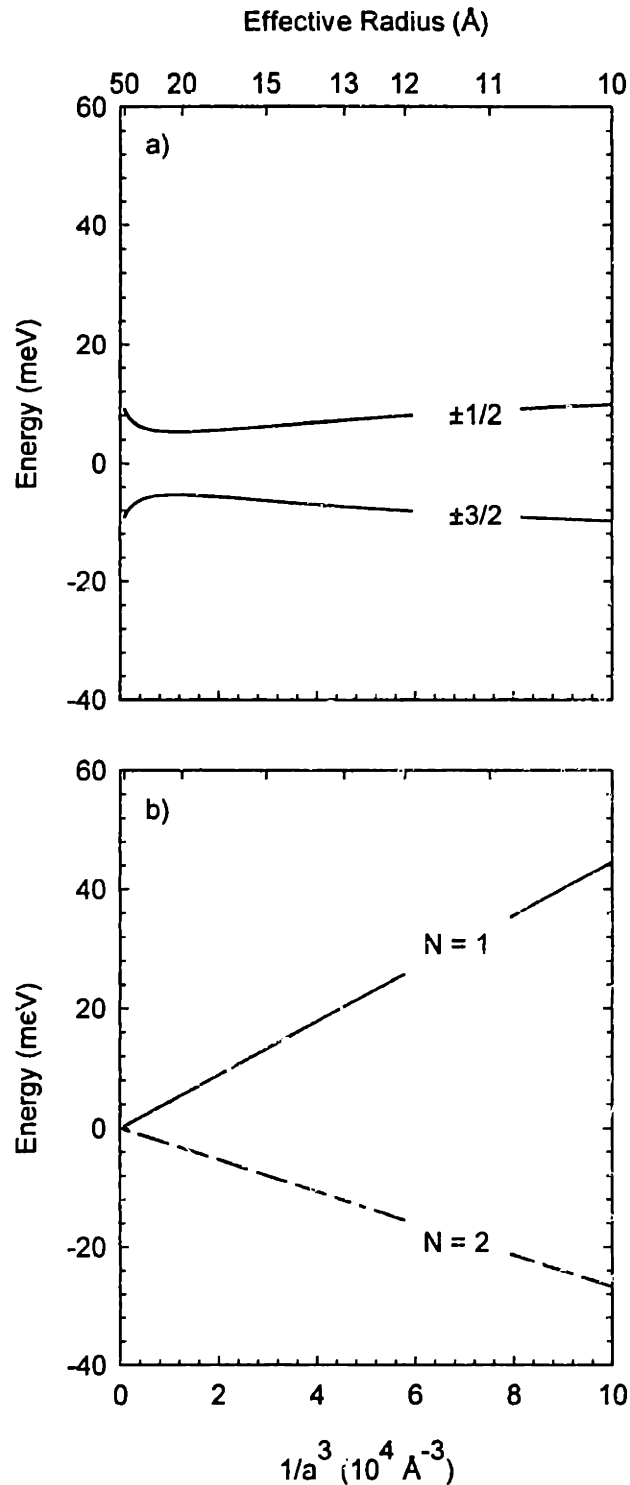 Effective Radius (Å)
50 20 15 13 12 11 10
a)
60
40
20
0
-20
-40
Energy (meV)
±1/2
±3/2
b)
60
40
20
0
-20
-40
Energy (meV)
N = 1
N = 2
0 2 4 6 8 10
1/a³ (10⁴ Å⁻³)